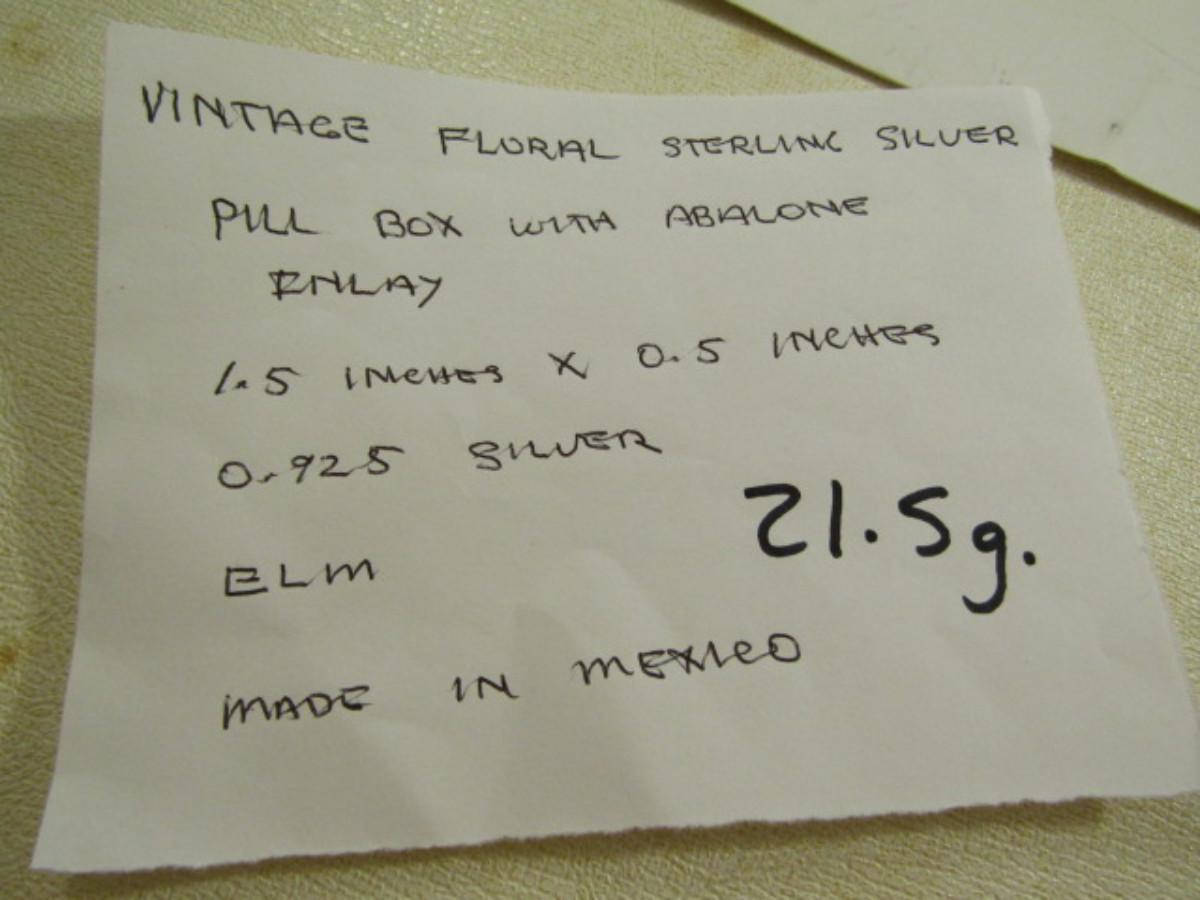 VINTAGE FLORAL STERLING SILVER
PILL BOX WITH ABALONE
ENLAY
1.5 INCHES X 0.5 INCHES
0.925 SILVER
21.5g.
ELM
MADE IN MEXICO